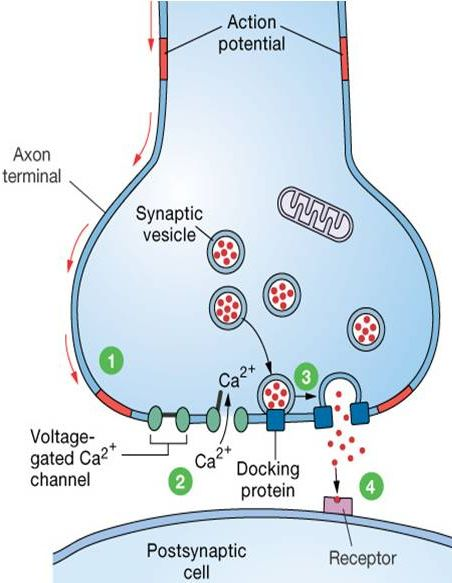 Action
potential
Axon
terminal
Synaptic
vesicle
1
Ca2+
3
Voltage-
gated Ca2+
channel
2
Ca2+
Docking
protein
4
Postsynaptic
cell
Receptor